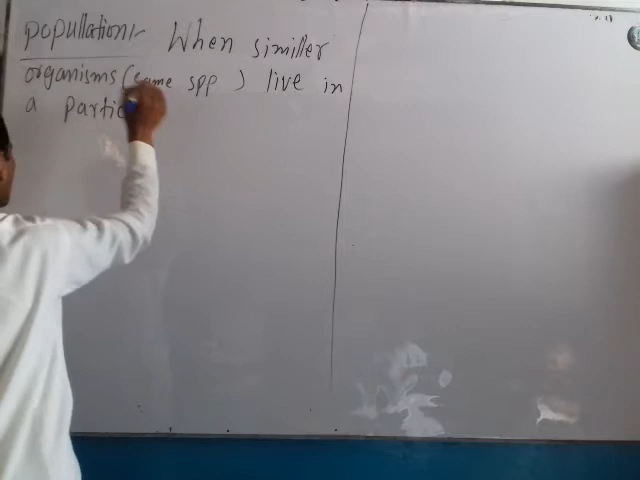 popullation:- When similler
organisms (same spp) live in
a partic